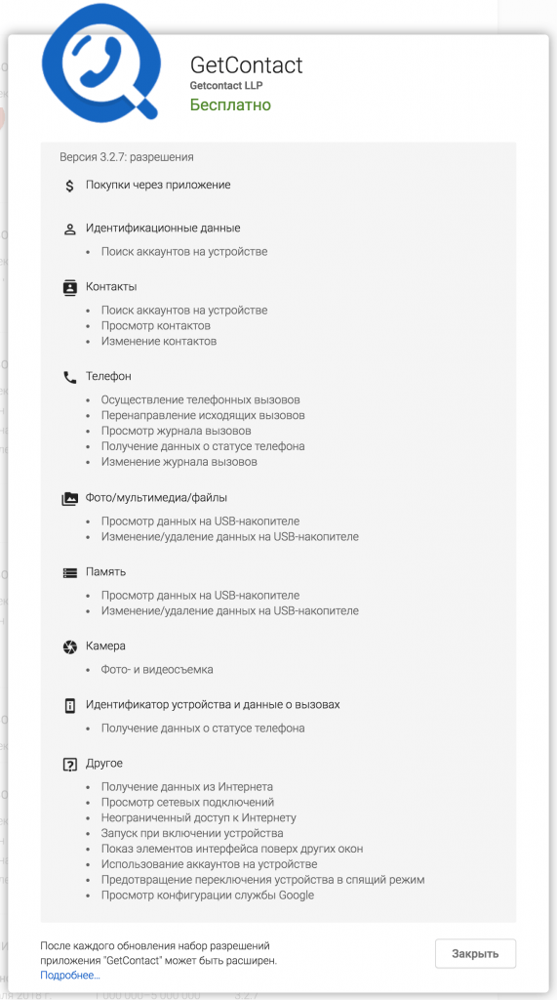 GetContact
Getcontact LLP
Бесплатно
Версия 3.2.7: разрешения
Покупки через приложение
Идентификационные данные
• Поиск аккаунтов на устройстве
Контакты
• Поиск аккаунтов на устройстве
• Просмотр контактов
• Изменение контактов
Телефон
• Осуществление телефонных вызовов
• Перенаправление исходящих вызовов
• Просмотр журнала вызовов
• Получение данных о статусе телефона
• Изменение журнала вызовов
Фото/мультимедиа/файлы
• Просмотр данных на USB-накопителе
• Изменение/удаление данных на USB-накопителе
Память
• Просмотр данных на USB-накопителе
• Изменение/удаление данных на USB-накопителе
Камера
• Фото- и видеосъемка
Идентификатор устройства и данные о вызовах
• Получение данных о статусе телефона
Другое
• Получение данных из Интернета
• Просмотр сетевых подключений
• Неограниченный доступ к Интернету
• Запуск при включении устройства
• Показ элементов интерфейса поверх других окон
• Использование аккаунтов на устройстве
• Предотвращение переключения устройства в спящий режим
• Просмотр конфигурации службы Google
После каждого обновления набор разрешений
приложения "GetContact" может быть расширен.
Подробнее...
Закрыть